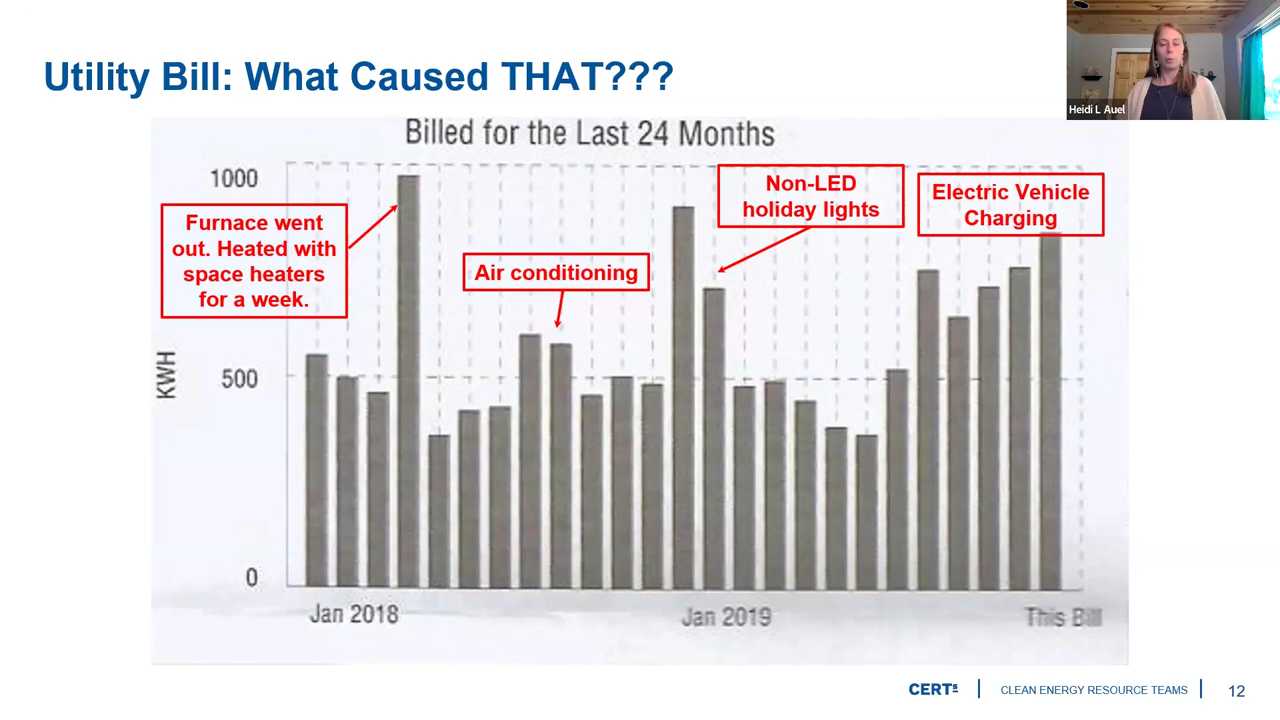 Utility Bill: What Caused THAT???
Heidi L Auel
Billed for the Last 24 Months
1000
500
0
KWH
Furnace went
out. Heated with
space heaters
for a week.
Air conditioning
Non-LED
holiday lights
Electric Vehicle
Charging
Jan 2018
Jan 2019
This Bill
CERTs
CLEAN ENERGY RESOURCE TEAMS
12